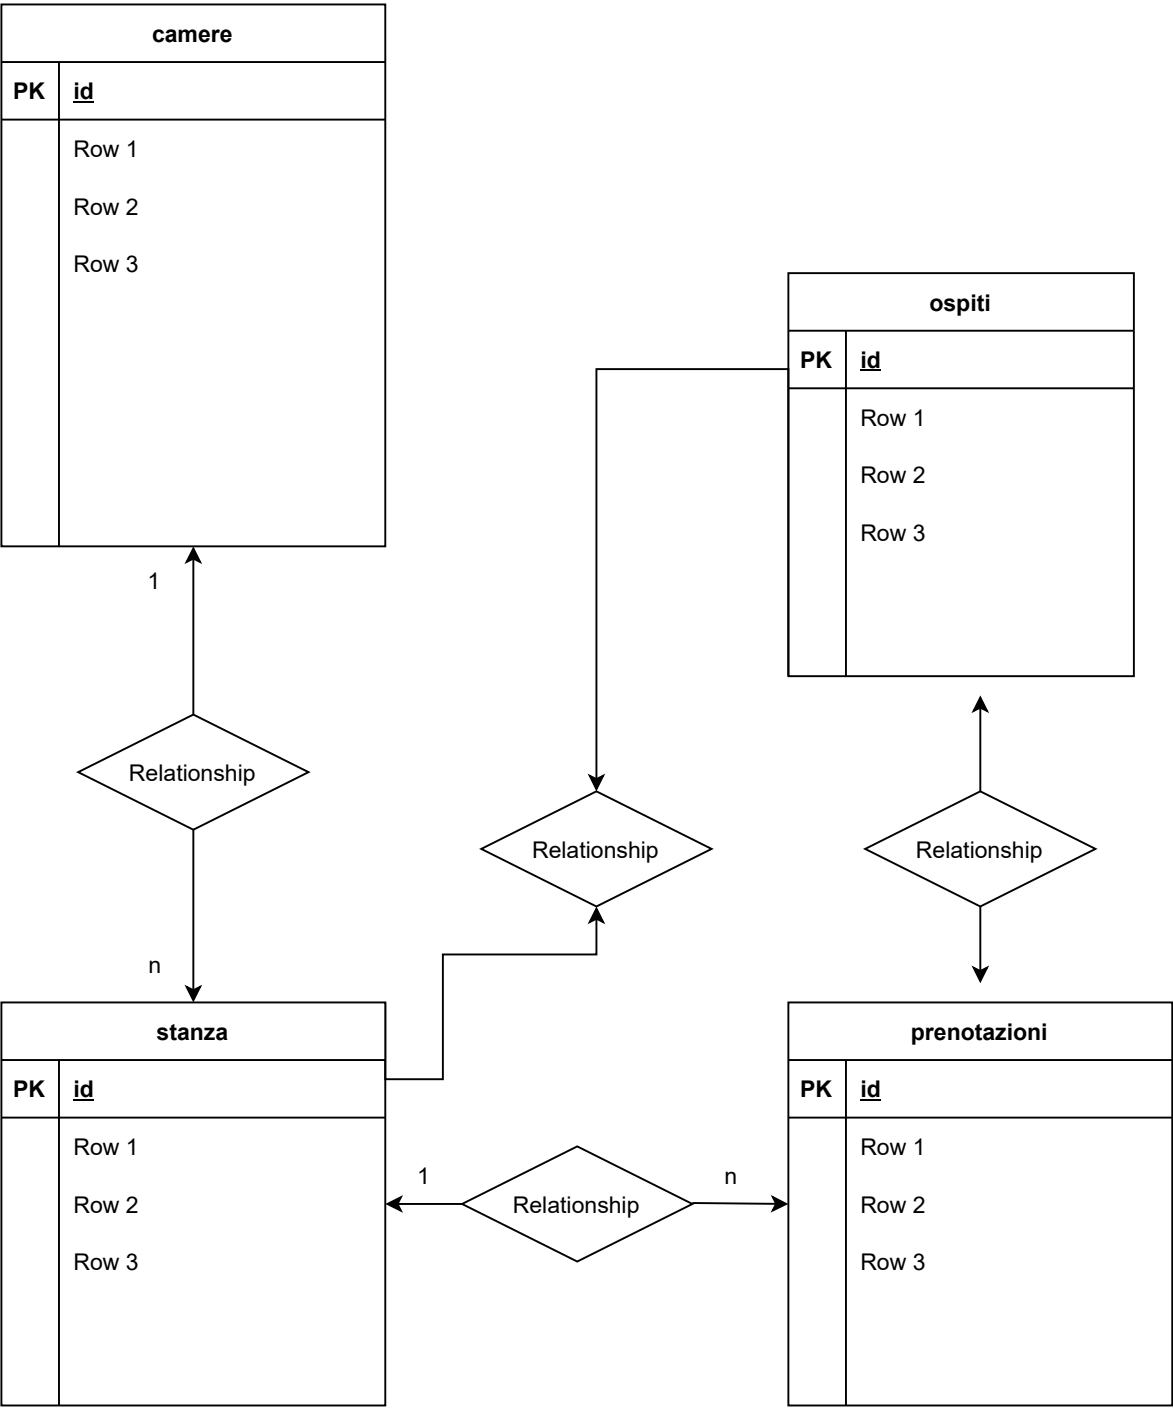 camere
PK id
Row 1
Row 2
Row 3
ospiti
PK id
Row 1
Row 2
Row 3
1
Relationship
n
Relationship
Relationship
stanza
PK id
Row 1
Row 2
Row 3
1
Relationship
n
prenotazioni
PK id
Row 1
Row 2
Row 3